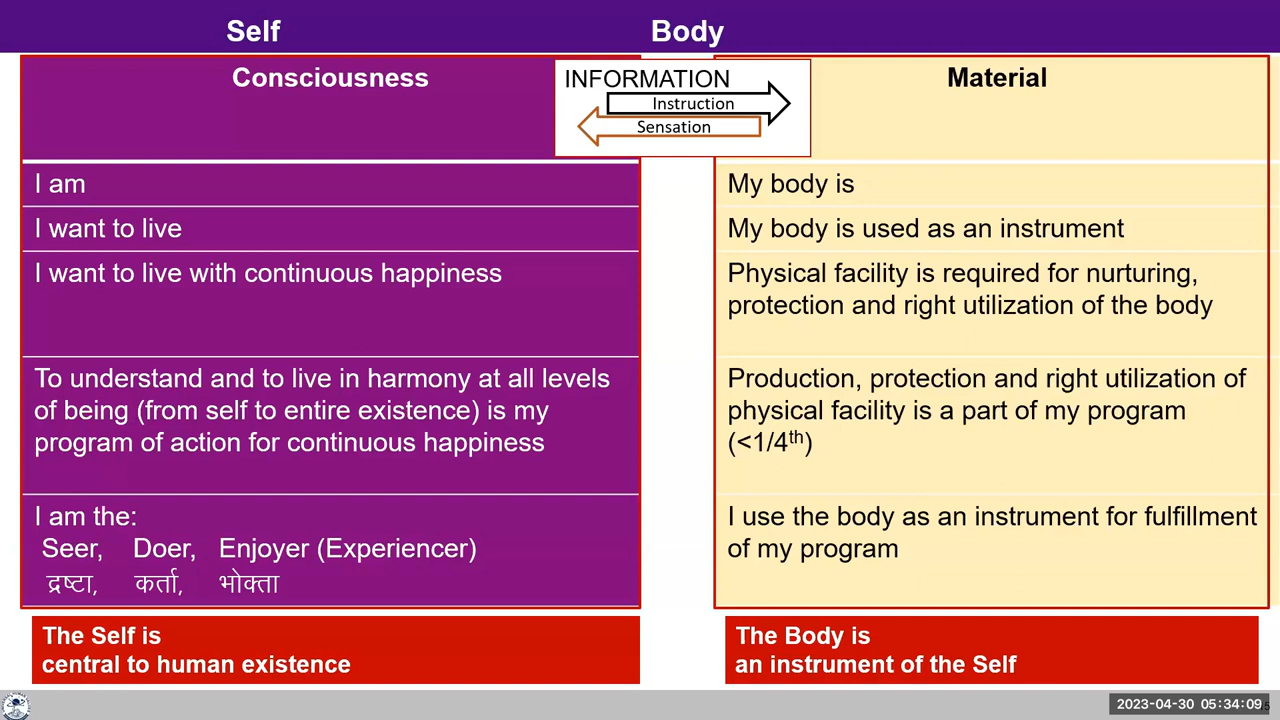 Self
Body
Consciousness
INFORMATION
Instruction
Sensation
Material
I am
My body is
I want to live
My body is used as an instrument
I want to live with continuous happiness
Physical facility is required for nurturing,
protection and right utilization of the body
To understand and to live in harmony at all levels
of being (from self to entire existence) is my
program of action for continuous happiness
Production, protection and right utilization of
physical facility is a part of my program
(<1/4th)
I am the:
Seer, Doer, Enjoyer (Experiencer)
द्रष्टा, कर्ता, भोक्ता
I use the body as an instrument for fulfillment
of my program
The Self is
central to human existence
The Body is
an instrument of the Self
2023-04-30 05:34:09